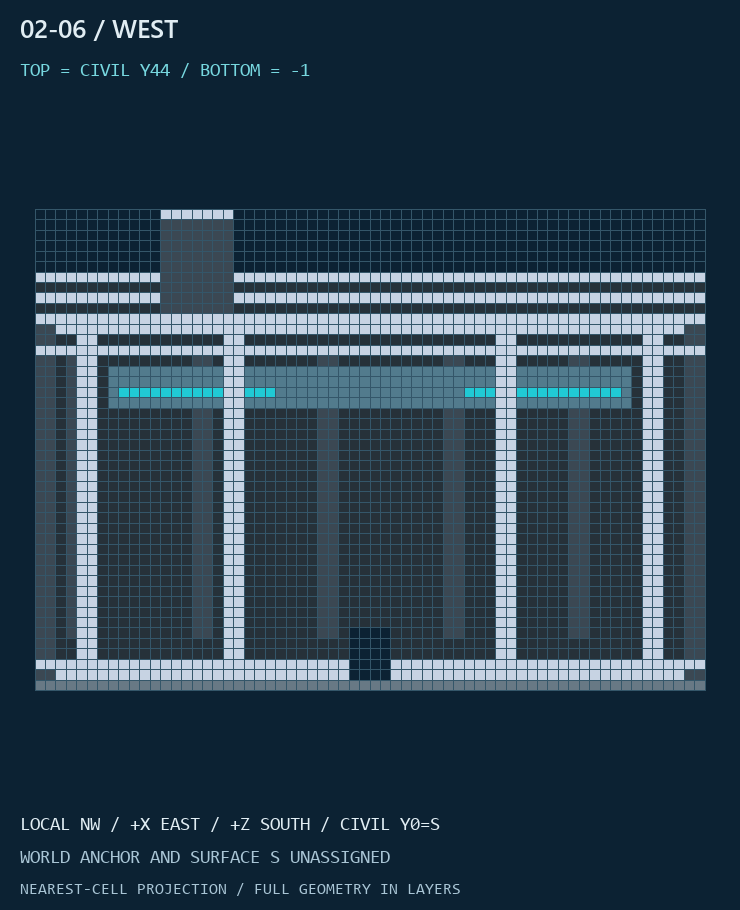 02-06 / WEST
TOP = CIVIL Y44 / BOTTOM = -1
LOCAL NW / +X EAST / +Z SOUTH / CIVIL Y0=S
WORLD ANCHOR AND SURFACE S UNASSIGNED
NEAREST-CELL PROJECTION / FULL GEOMETRY IN LAYERS